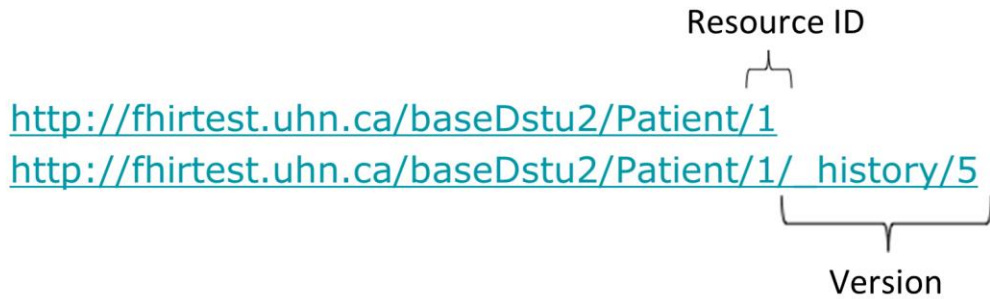 Resource ID
http://fhirtest.uhn.ca/baseDstu2/Patient/1
http://fhirtest.uhn.ca/baseDstu2/Patient/1/_history/5
Version